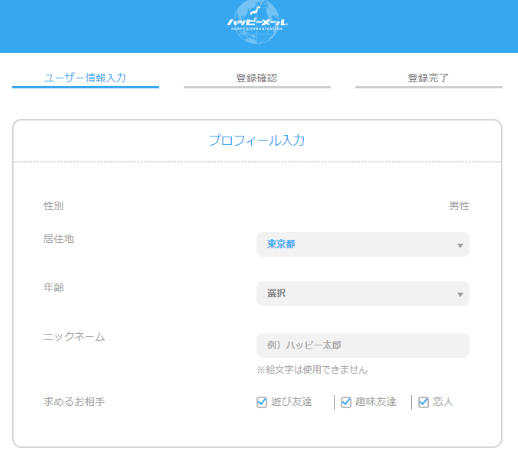 ハッピーメール
ユーザー情報入力 登録確認 登録完了
プロフィール入力
性別 男性
居住地 東京都
年齢 選択
ニックネーム 例）ハッピー太郎
※絵文字は使用できません
求めるお相手 遊び友達 趣味友達 恋人